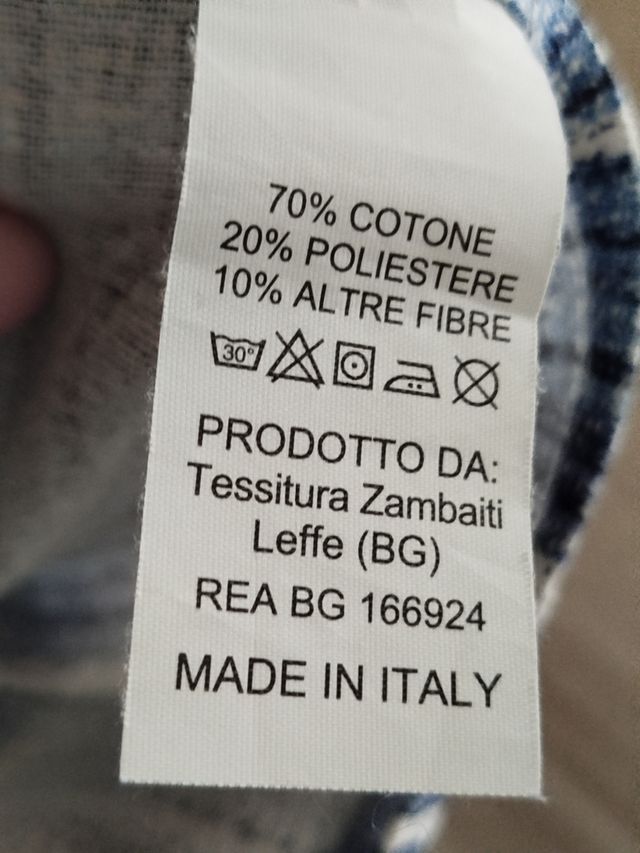 70% COTONE
20% POLIESTERE
10% ALTRE FIBRE
30°
PRODOTTO DA:
Tessitura Zambaiti
Leffe (BG)
REA BG 166924
MADE IN ITALY